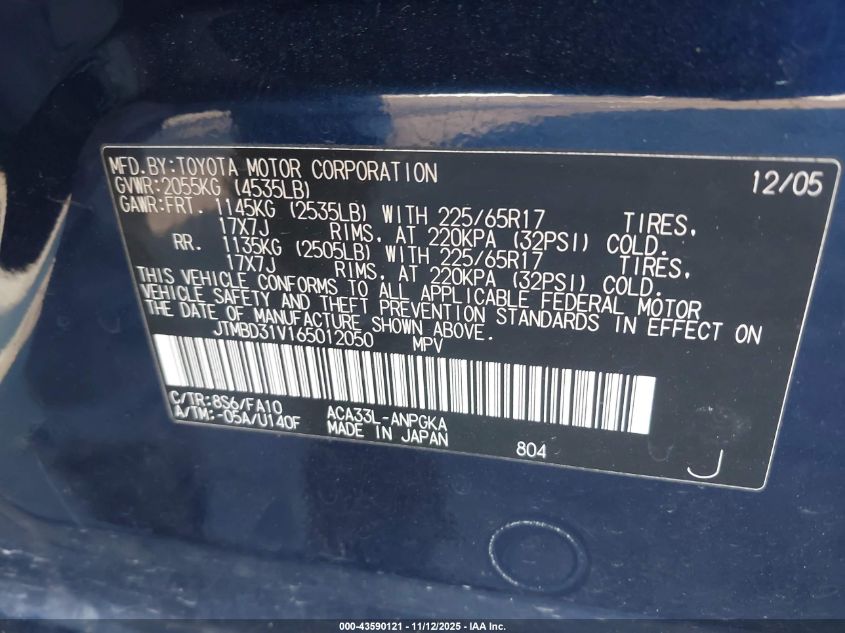 MFD.BY:TOYOTA MOTOR CORPORATION 12/05
GVWR:2055KG (4535LB)
GAWR:FRT. 1145KG (2535LB) WITH 225/65R17 TIRES,
17X7J RIMS, AT 220KPA (32PSI) COLD.
RR. 1135KG (2505LB) WITH 225/65R17 TIRES,
17X7J RIMS, AT 220KPA (32PSI) COLD.
THIS VEHICLE CONFORMS TO ALL APPLICABLE FEDERAL MOTOR
VEHICLE SAFETY AND THEFT PREVENTION STANDARDS IN EFFECT ON
THE DATE OF MANUFACTURE SHOWN ABOVE.
JTMBD31V165012050 MPV
C/TR:8S6/FA10 ACA33L-ANPGKA
A/TM:-05A/U140F MADE IN JAPAN 804
J
000-43590121 - 11/12/2025 - IAA Inc.